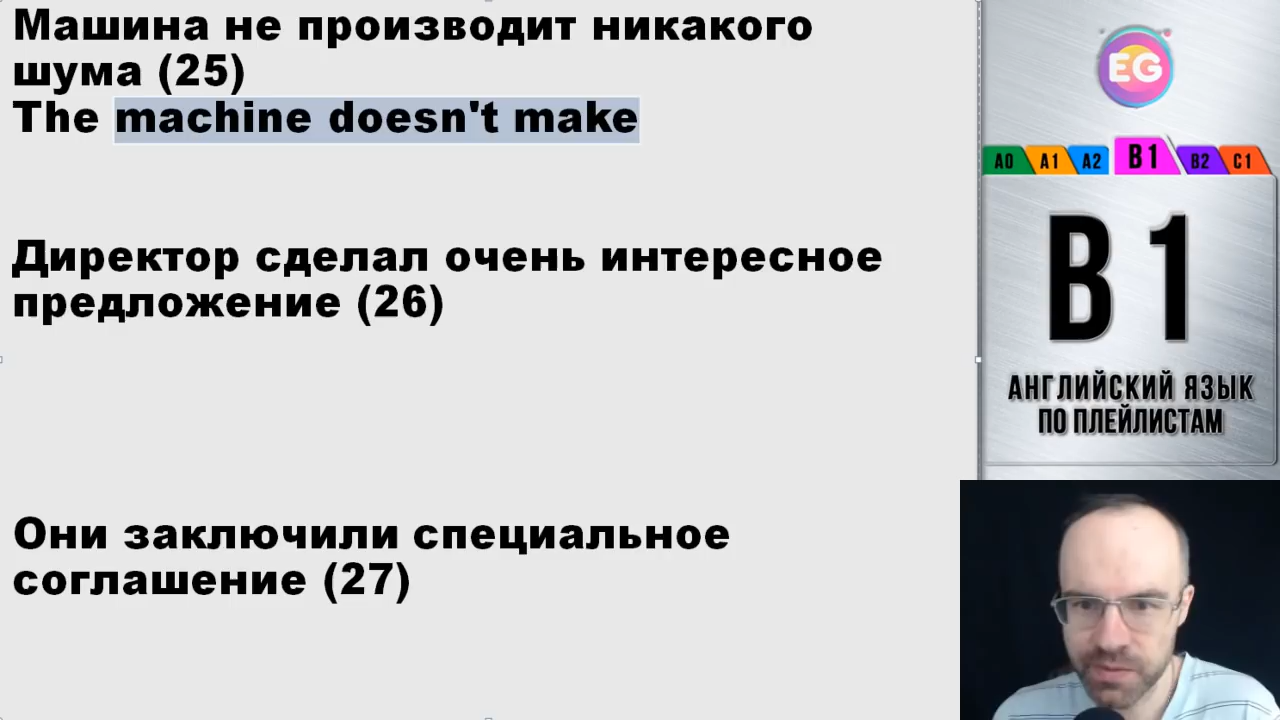 Машина не производит никакого
шума (25)
The machine doesn't make
Директор сделал очень интересное
предложение (26)
Они заключили специальное
соглашение (27)
EG
A0 A1 A2 B1 B2 C1
B1
АНГЛИЙСКИЙ ЯЗЫК
ПО ПЛЕЙЛИСТАМ